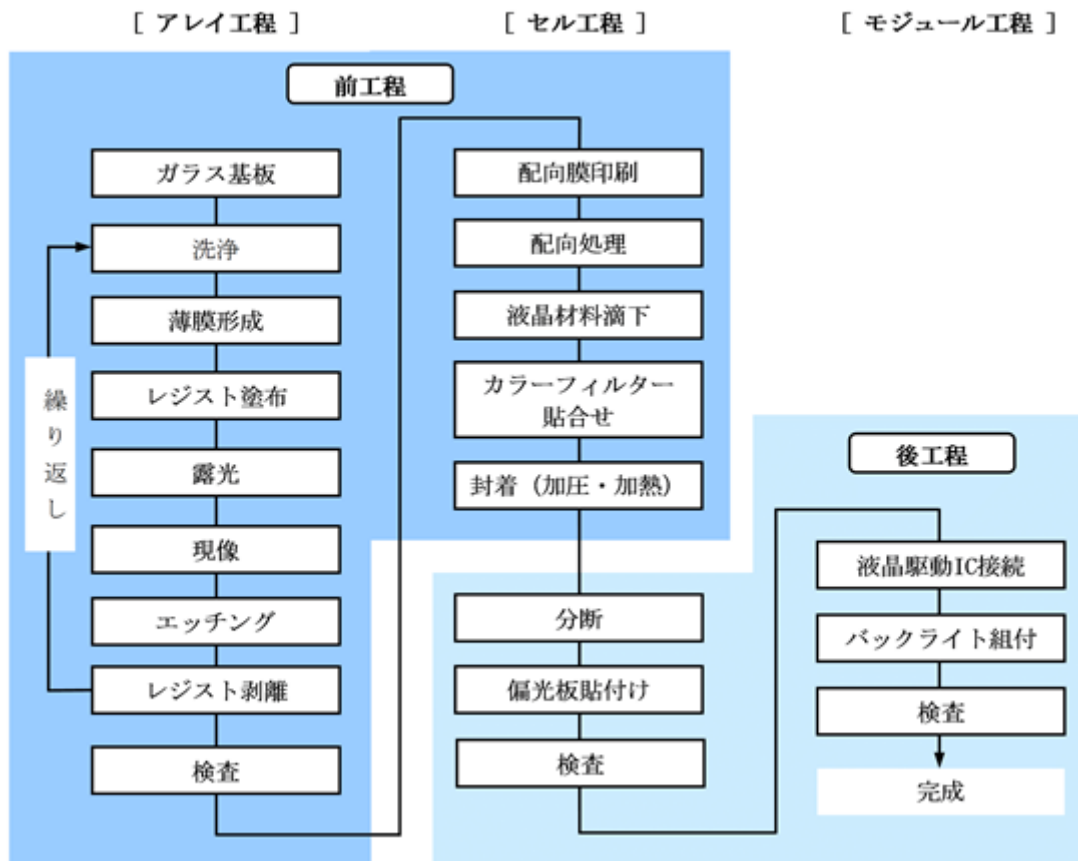 [ アレイ工程 ]
[ セル工程 ]
[ モジュール工程 ]
前工程
ガラス基板
洗浄
薄膜形成
レジスト塗布
露光
現像
エッチング
レジスト剥離
検査
繰り返し
配向膜印刷
配向処理
液晶材料滴下
カラーフィルター
貼合せ
封着（加圧・加熱）
分断
偏光板貼付け
検査
後工程
液晶駆動IC接続
バックライト組付
検査
完成